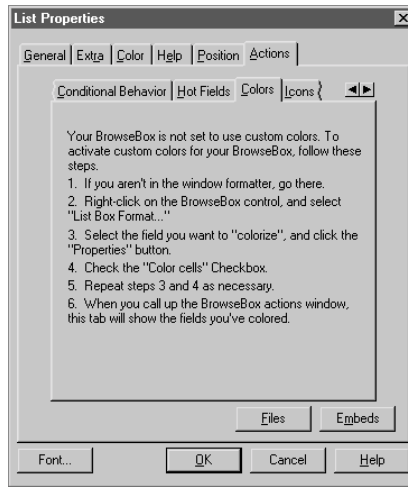 List Properties
General Extra Color Help Position Actions
Conditional Behavior Hot Fields Colors Icons
Your BrowseBox is not set to use custom colors. To
activate custom colors for your BrowseBox, follow these
steps.
1. If you aren't in the window formatter, go there.
2. Right-click on the BrowseBox control, and select
"List Box Format..."
3. Select the field you want to "colorize", and click the
"Properties" button.
4. Check the "Color cells" Checkbox.
5. Repeat steps 3 and 4 as necessary.
6. When you call up the BrowseBox actions window,
this tab will show the fields you've colored.
Files Embeds
Font... OK Cancel Help